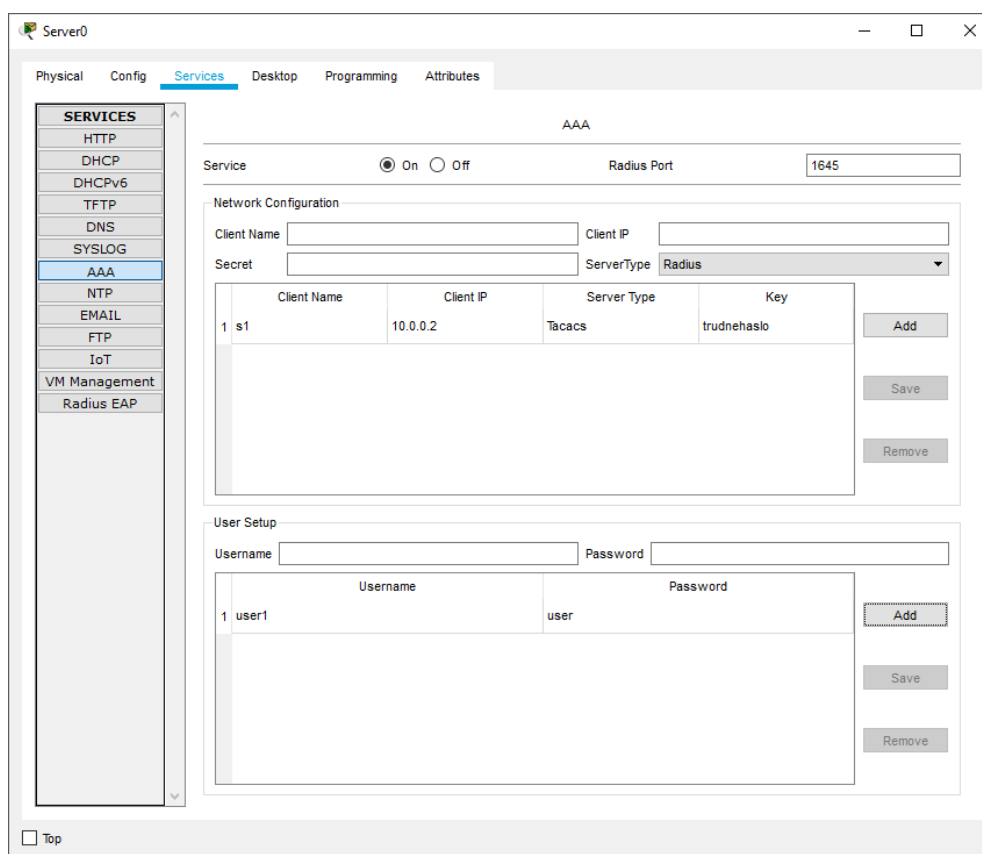 Server0
Physical Config Services Desktop Programming Attributes
SERVICES
HTTP
DHCP
DHCPv6
TFTP
DNS
SYSLOG
AAA
NTP
EMAIL
FTP
IoT
VM Management
Radius EAP
AAA
Service On Off Radius Port 1645
Network Configuration
Client Name Client IP
Secret ServerType Radius
Client Name Client IP Server Type Key
1 s1 10.0.0.2 Tacacs trudnehaslo
Add
Save
Remove
User Setup
Username Password
Username Password
1 user1 user
Add
Save
Remove
Top